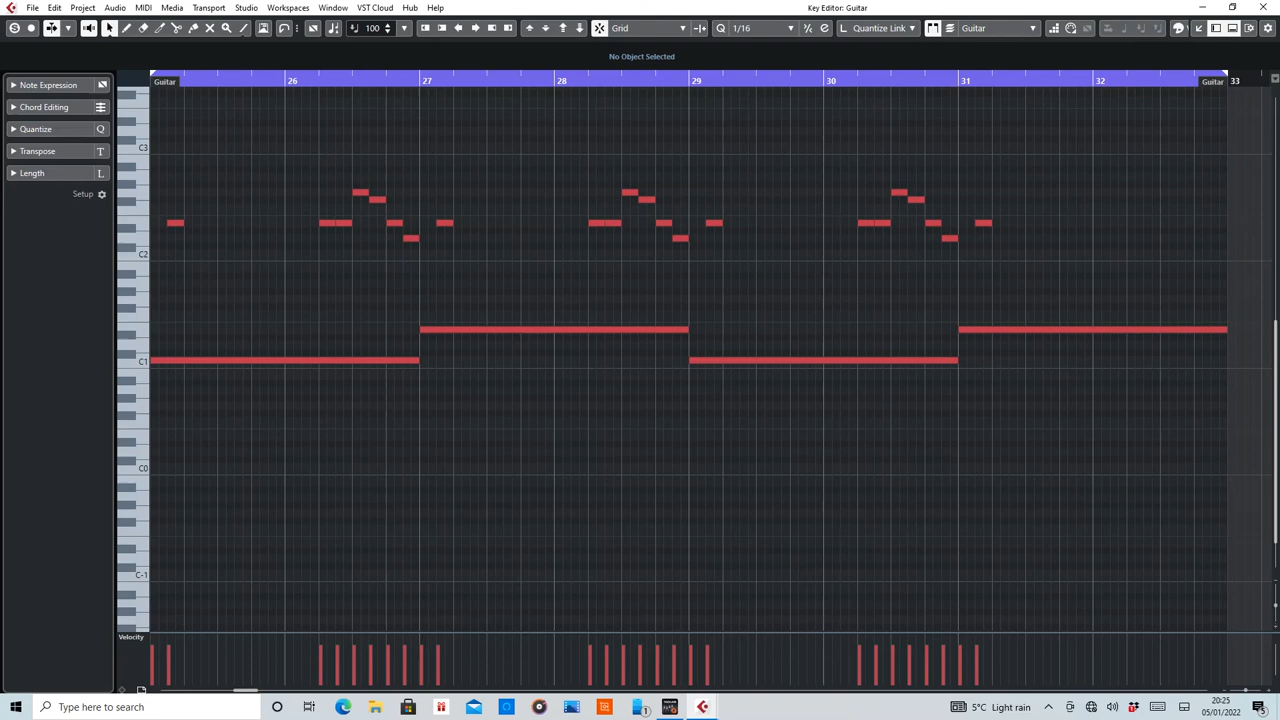 File Edit Project Audio MIDI Media Transport Studio Workspaces Window VST Cloud Hub Help
Key Editor: Guitar
100 Grid Q 1/16 Quantize Link Guitar
No Object Selected
Note Expression
Chord Editing
Quantize Q
Transpose T
Length L
Setup
Guitar 26 27 28 29 30 31 32 Guitar 33
C3
C2
C1
C0
C-1
Velocity
Type here to search
1
5°C Light rain
20:25
05/01/2022